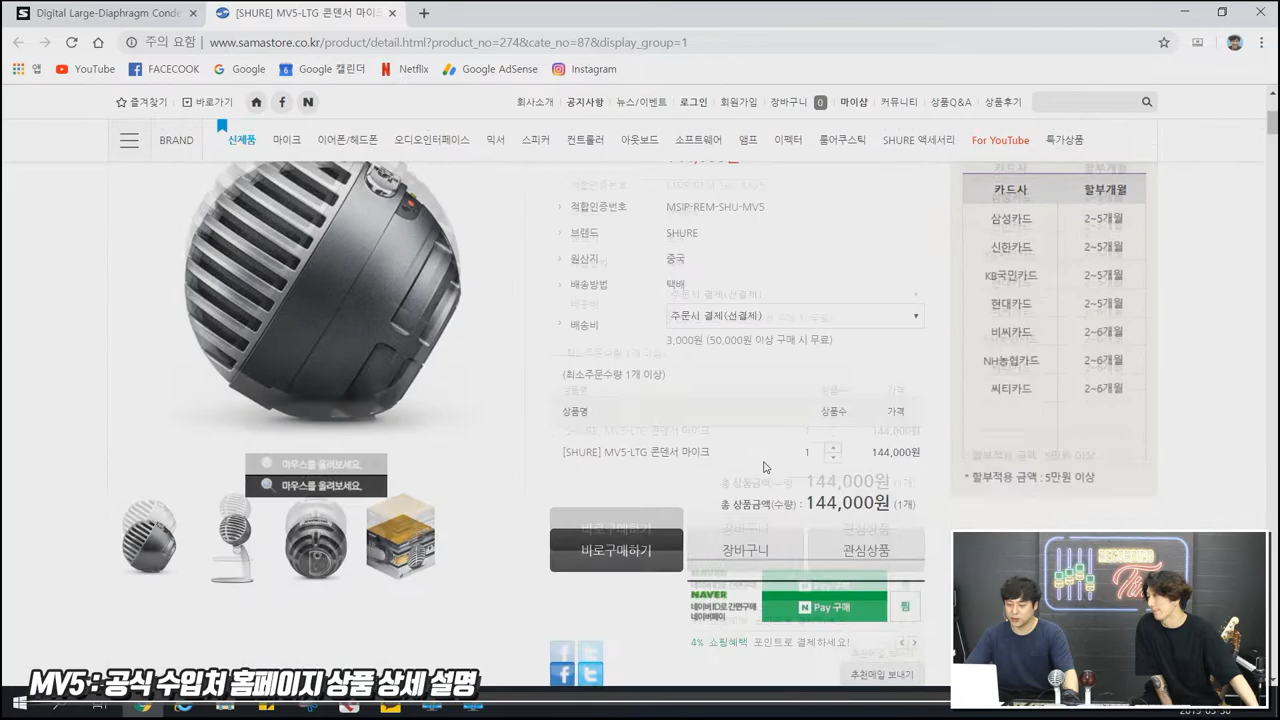 Digital Large-Diaphragm Conde
[SHURE] MV5-LTG 콘덴서 마이크
주의 요함
www.samastore.co.kr/product/detail.html?product_no=274&cate_no=87&display_group=1
앱 YouTube FACECOOK Google Google 캘린더 Netflix Google AdSense Instagram
즐겨찾기 바로가기 회사소개 공지사항 뉴스/이벤트 로그인 회원가입 장바구니 0 마이샵 커뮤니티 상품Q&A 상품후기
BRAND 신제품 마이크 이어폰/헤드폰 오디오인터페이스 믹서 스피커 컨트롤러 아웃보드 소프트웨어 앰프 이펙터 룸어쿠스틱 SHURE 액세서리 For YouTube 특가상품
적합인증번호 MSIP-REM-SHU-MV5
브랜드 SHURE
원산지 중국
배송방법 택배
배송비 주문시 결제(선결제)
3,000원 (50,000원 이상 구매 시 무료)
(최소주문수량 1개 이상)
상품명 상품수 가격
[SHURE] MV5-LTG 콘덴서 마이크 1 144,000원
총 상품금액(수량) : 144,000원 (1개)
바로구매하기 장바구니 관심상품
NAVER
네이버 ID로 간편구매
네이버페이
N Pay 구매 찜
4% 쇼핑혜택 포인트로 결제하세요!
추천메일 보내기
마우스를 올려보세요.
카드사 할부개월
삼성카드 2~5개월
신한카드 2~5개월
KB국민카드 2~5개월
현대카드 2~5개월
비씨카드 2~6개월
NH농협카드 2~6개월
씨티카드 2~6개월
* 할부적용 금액 : 5만원 이상
MV5 : 공식 수입처 홈페이지 상품 상세 설명